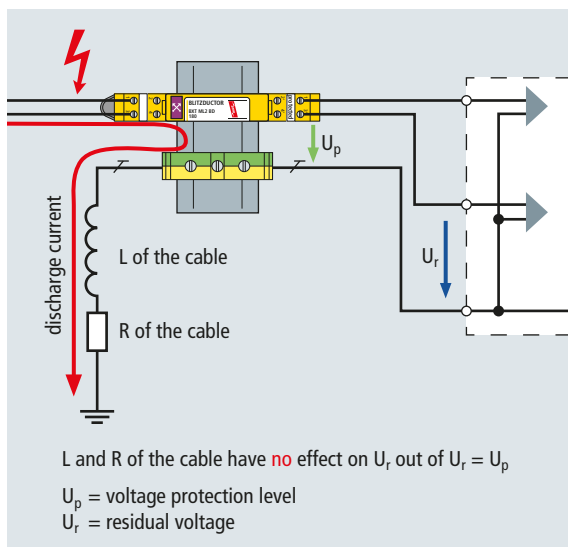 BLITZDUCTOR
BXT ML2 BD
180
protected
Uₚ
discharge current
L of the cable
Uᵣ
R of the cable
L and R of the cable have no effect on Uᵣ out of Uᵣ = Uₚ
Uₚ = voltage protection level
Uᵣ = residual voltage